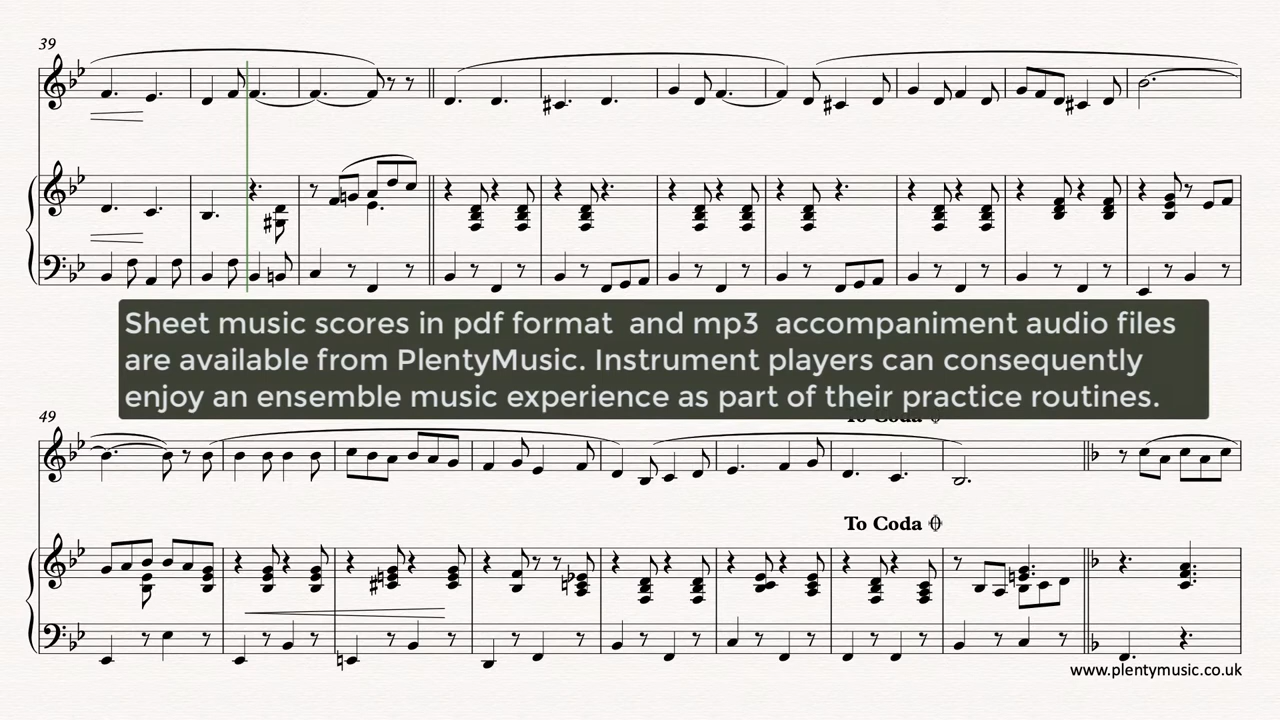 39
Sheet music scores in pdf format and mp3 accompaniment audio files
are available from PlentyMusic. Instrument players can consequently
enjoy an ensemble music experience as part of their practice routines.
49
To Coda
To Coda
www.plentymusic.co.uk